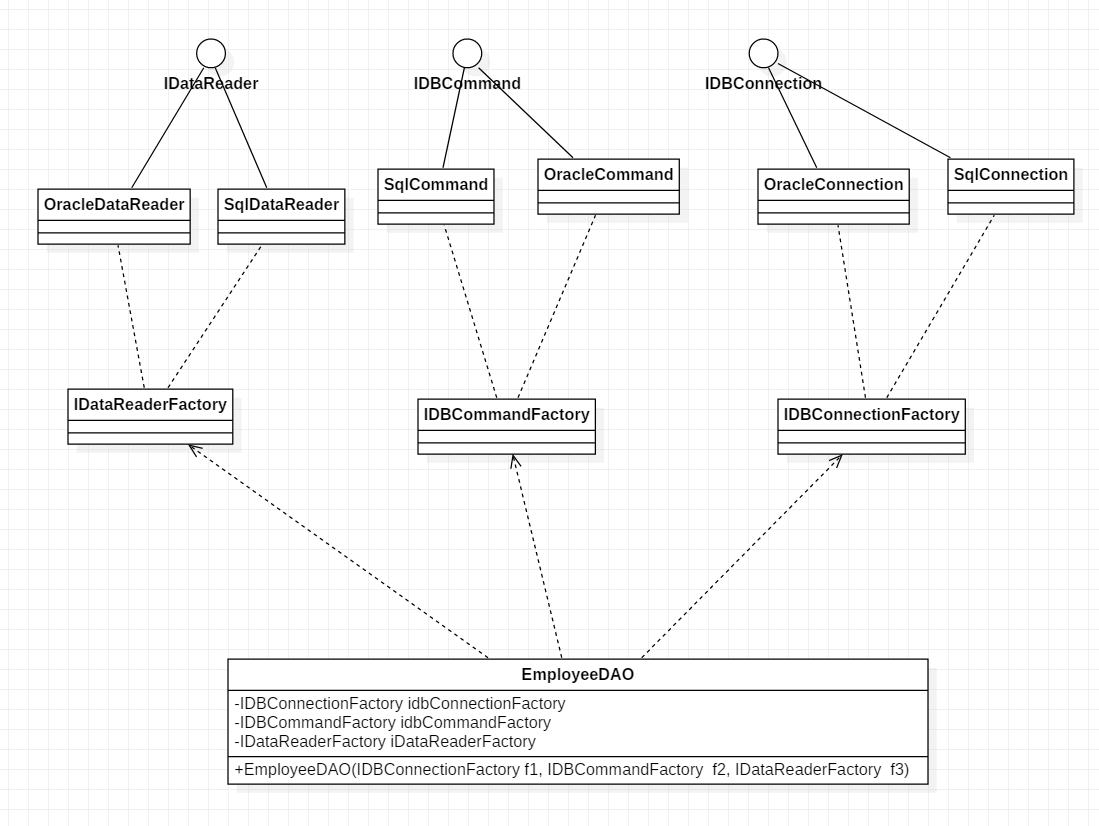 IDataReader
IDBCommand
IDBConnection
OracleDataReader
SqlDataReader
SqlCommand
OracleCommand
OracleConnection
SqlConnection
IDataReaderFactory
IDBCommandFactory
IDBConnectionFactory
EmployeeDAO
-IDBConnectionFactory idbConnectionFactory
-IDBCommandFactory idbCommandFactory
-IDataReaderFactory iDataReaderFactory
+EmployeeDAO(IDBConnectionFactory f1, IDBCommandFactory  f2, IDataReaderFactory  f3)